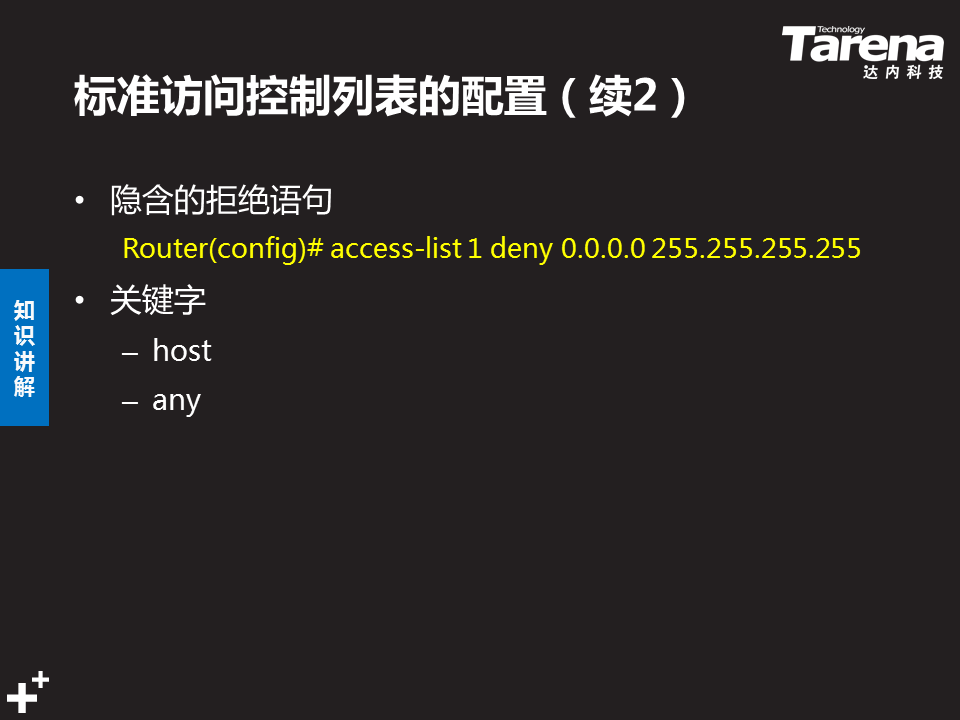 Technology
Tarena
达内科技
标准访问控制列表的配置（续2）
• 隐含的拒绝语句
Router(config)# access-list 1 deny 0.0.0.0 255.255.255.255
• 关键字
– host
– any
知识讲解